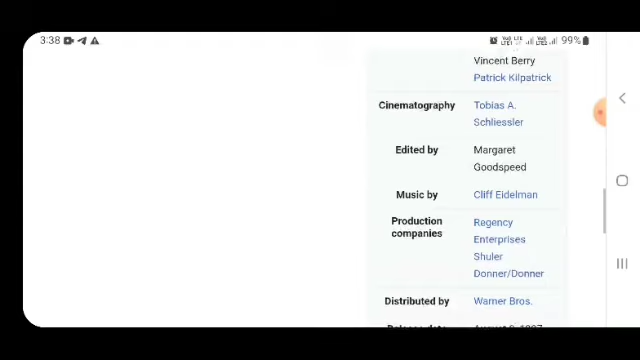 3:38 99%
Vincent Berry
Patrick Kilpatrick
Cinematography Tobias A.
Schliessler
Edited by Margaret
Goodspeed
Music by Cliff Eidelman
Production Regency
companies Enterprises
Shuler
Donner/Donner
Distributed by Warner Bros.